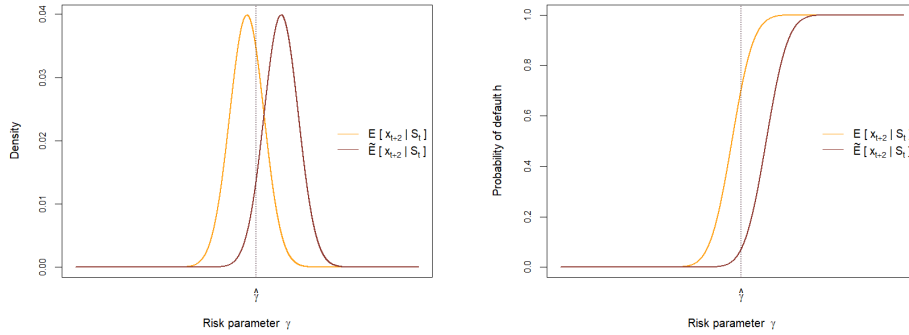 0.04
0.03
0.02
0.01
0.00
Density
E [ x_{t+2} | S_t ]
Ẽ [ x_{t+2} | S_t ]
γ̂
Risk parameter γ
1.0
0.8
0.6
0.4
0.2
0.0
Probability of default h
E [ x_{t+2} | S_t ]
Ẽ [ x_{t+2} | S_t ]
γ̂
Risk parameter γ